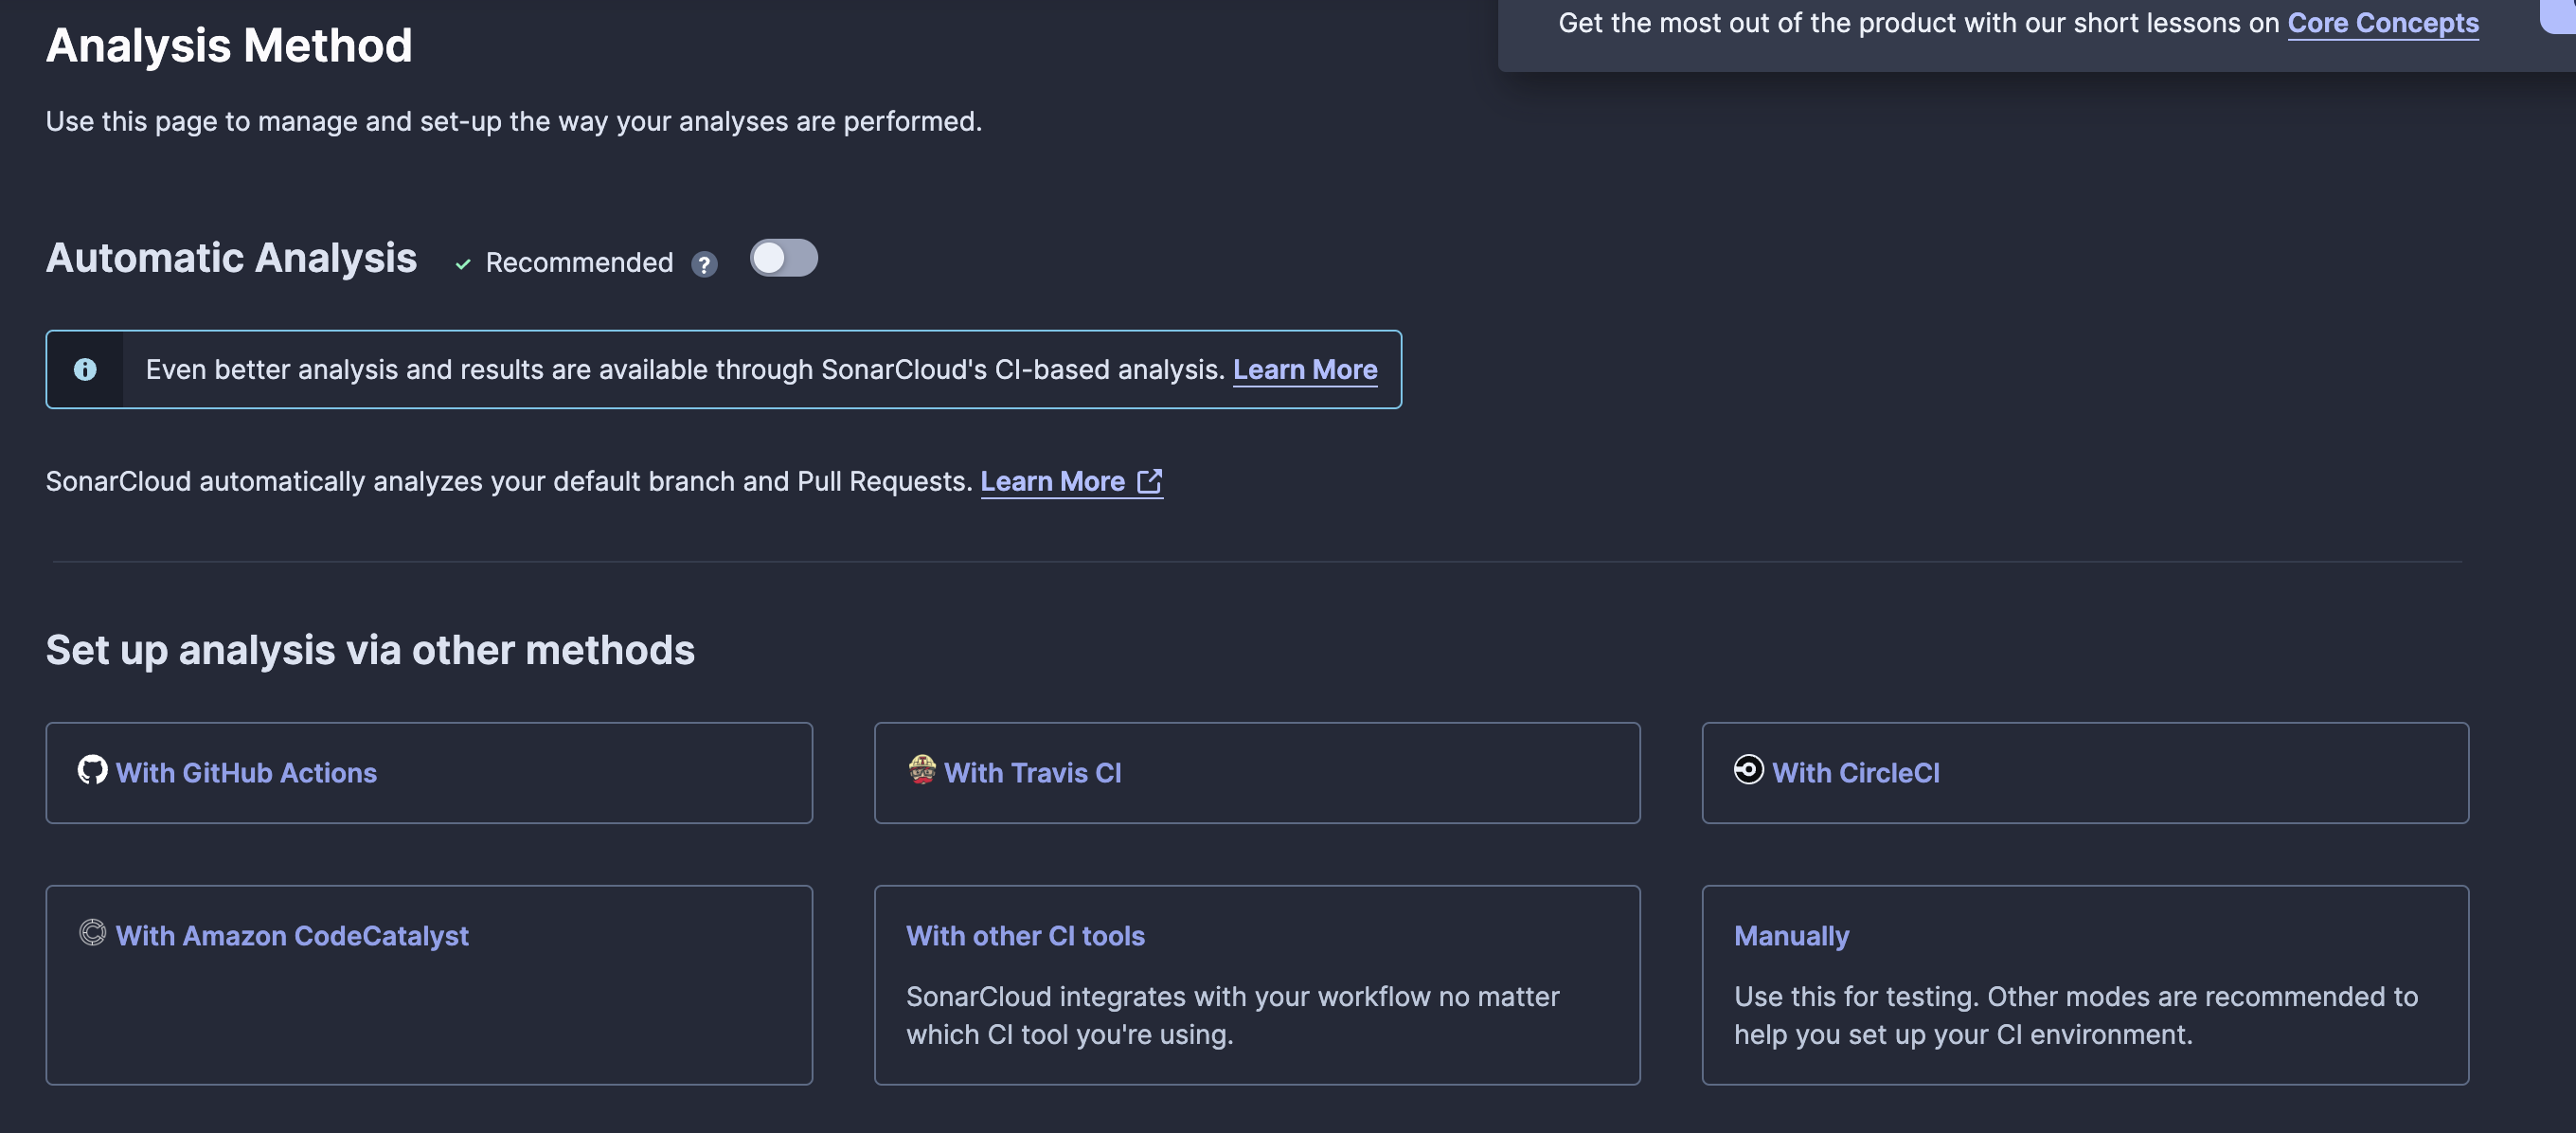 Get the most out of the product with our short lessons on Core Concepts
Analysis Method
Use this page to manage and set-up the way your analyses are performed.
Automatic Analysis
Recommended ?
Even better analysis and results are available through SonarCloud's CI-based analysis. Learn More
SonarCloud automatically analyzes your default branch and Pull Requests. Learn More
Set up analysis via other methods
With GitHub Actions
With Travis CI
With CircleCI
With Amazon CodeCatalyst
With other CI tools
SonarCloud integrates with your workflow no matter
which CI tool you're using.
Manually
Use this for testing. Other modes are recommended to
help you set up your CI environment.